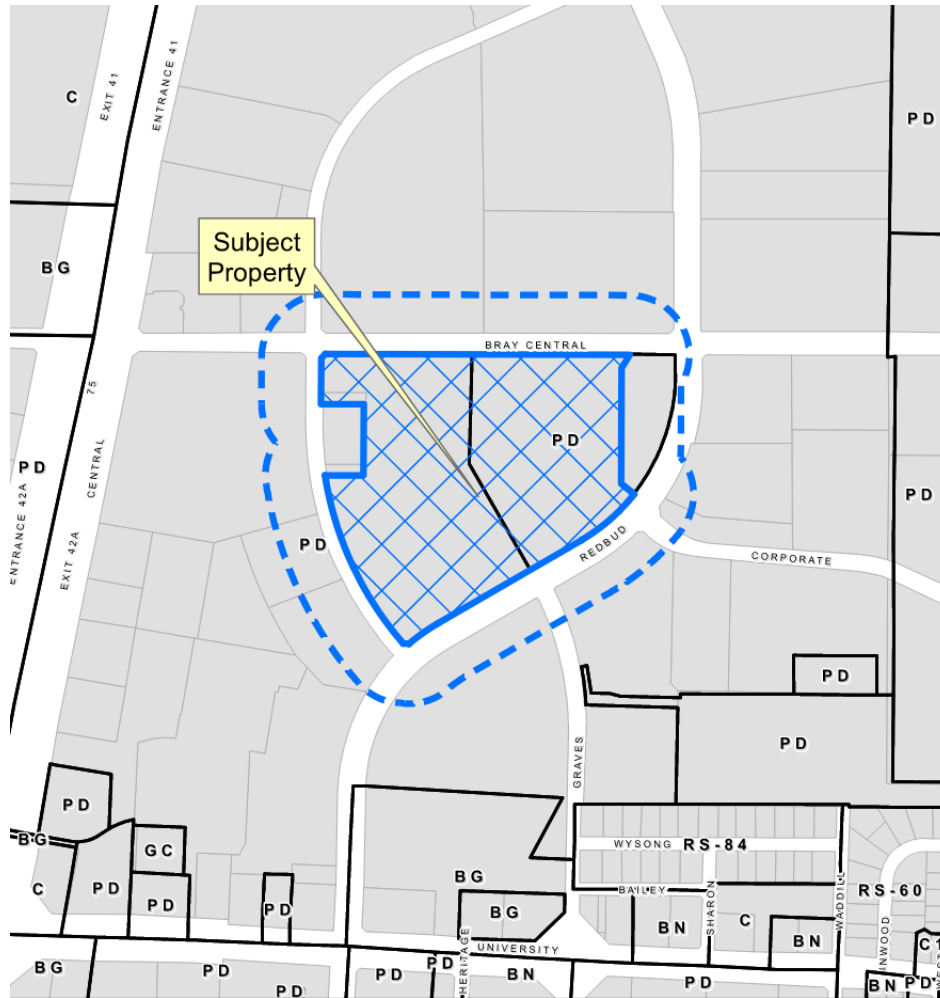 EXIT 41
ENTRANCE 41
C
PD
BG
Subject
Property
BRAY CENTRAL
75
PD
PD
CENTRAL
ENTRANCE 42A
EXIT 42A
PD
REDBUD
CORPORATE
PD
PD
PD
GRAVES
PD
BG
GC
WYSONG
RS-84
C
PD
PD
PD
BG
BG
BAILEY
SHARON
WADDILL
RS-60
BN
C
BN
INWOOD
HERITAGE
UNIVERSITY
C1
BG
PD
PD
PD
PD
BN
PD
BN
PD